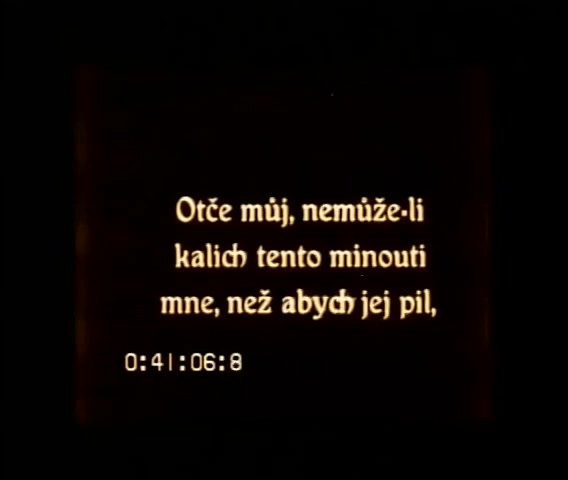 Otče můj, nemůže-li
kalich tento minouti
mne, než abych jej pil,
0:41:06:8